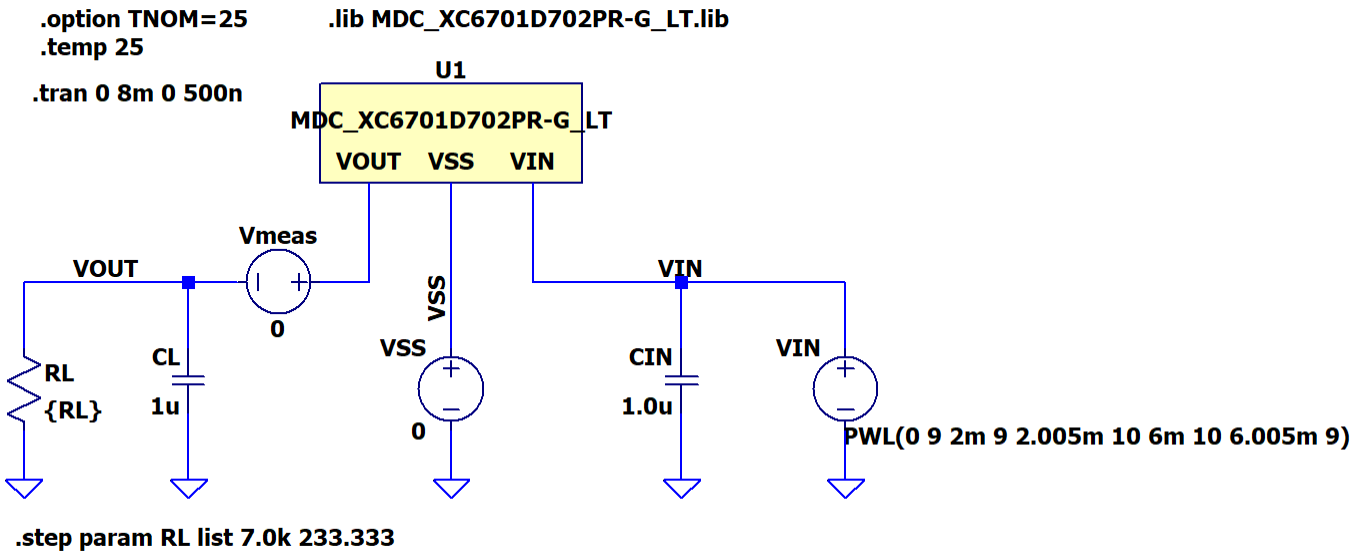 .option TNOM=25
.lib MDC_XC6701D702PR-G_LT.lib
.temp 25
U1
.tran 0 8m 0 500n
MDC_XC6701D702PR-G_LT
VOUT VSS VIN
Vmeas
VOUT
VIN
VSS
0
VSS
CL
CIN
VIN
RL
{RL}
1u
1.0u
0
PWL(0 9 2m 9 2.005m 10 6m 10 6.005m 9)
.step param RL list 7.0k 233.333